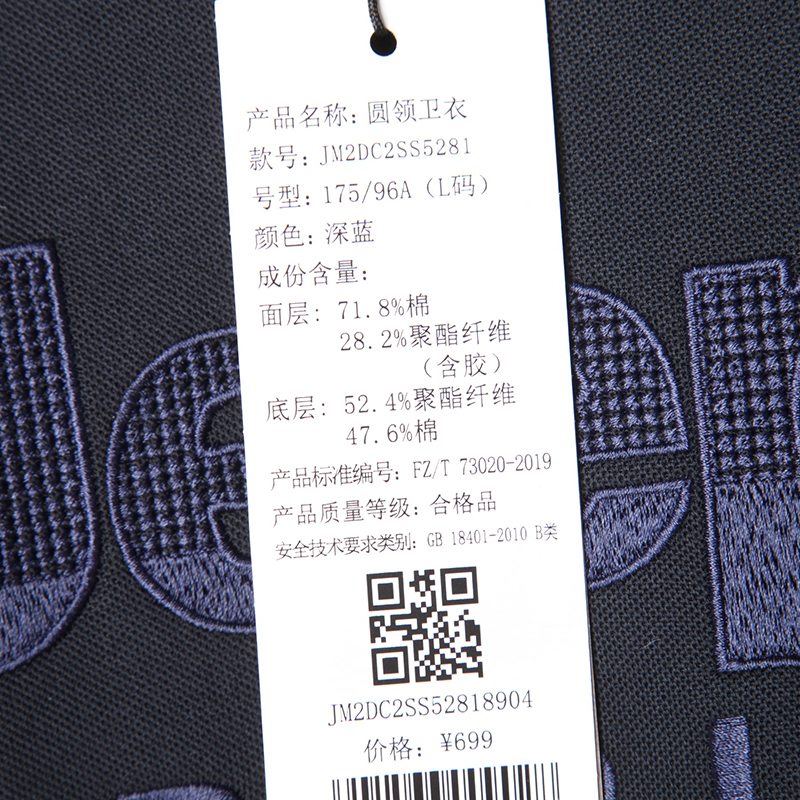 产品名称: 圆领卫衣
款号: JM2DC2SS5281
号型: 175/96A (L码)
颜色: 深蓝
成份含量:
面层: 71.8%棉
28.2%聚酯纤维
(含胶)
底层: 52.4%聚酯纤维
47.6%棉
产品标准编号: FZ/T 73020-2019
产品质量等级: 合格品
安全技术要求类别: GB 18401-2010 B类
JM2DC2SS52818904
价格: ¥699